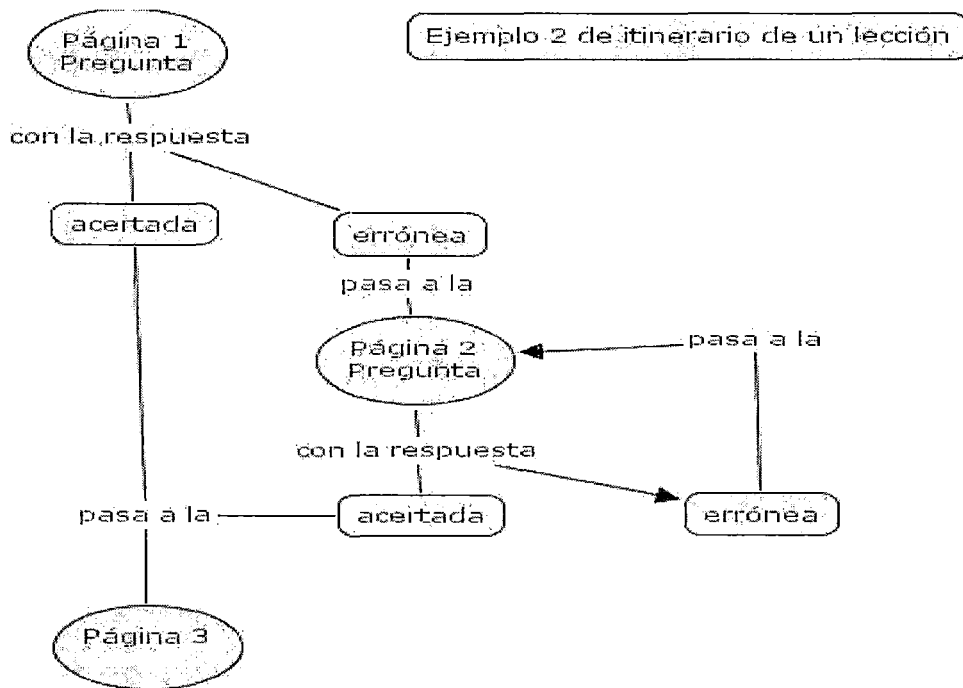 Página 1
Pregunta
Ejemplo 2 de itinerario de un lección
con la respuesta
acertada
errónea
pasa a la
Página 2
Pregunta
pasa a la
con la respuesta
pasa a la
acertada
errónea
Página 3